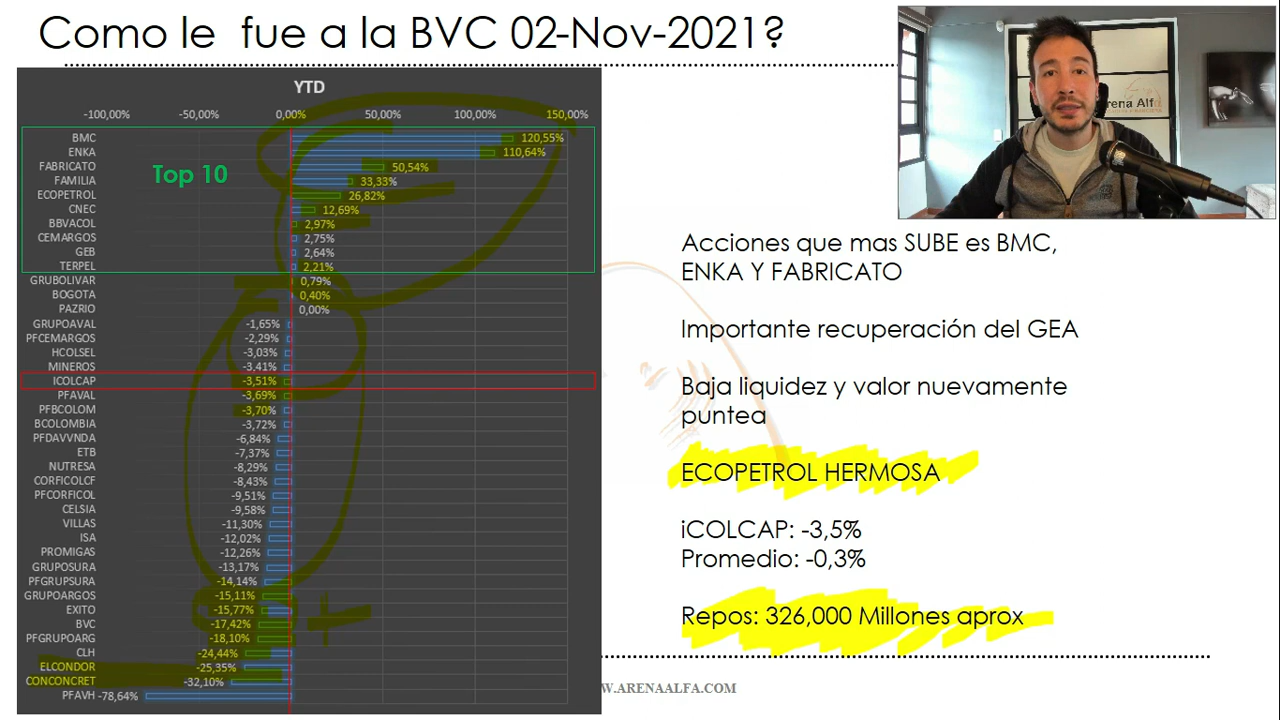 Como le fue a la BVC 02-Nov-2021?
YTD
-100,00% -50,00% 0,00% 50,00% 100,00% 150,00%
Top 10
BMC 120,55%
ENKA 110,64%
FABRICATO 50,54%
FAMILIA 33,33%
ECOPETROL 26,82%
CNEC 12,69%
BBVACOL 2,97%
CEMARGOS 2,75%
GEB 2,64%
TERPEL 2,21%
GRUBOLIVAR 0,79%
BOGOTA 0,40%
PAZRIO 0,00%
GRUPOAVAL -1,65%
PFCEMARGOS -2,29%
HCOLSEL -3,03%
MINEROS -3,41%
ICOLCAP -3,51%
PFAVAL -3,69%
PFBCOLOM -3,70%
BCOLOMBIA -3,72%
PFDAVVNDA -6,84%
ETB -7,37%
NUTRESA -8,29%
CORFICOLCF -8,43%
PFCORFICOL -9,51%
CELSIA -9,58%
VILLAS -11,30%
ISA -12,02%
PROMIGAS -12,26%
GRUPOSURA -13,17%
PFGRUPSURA -14,14%
GRUPOARGOS -15,11%
EXITO -15,77%
BVC -17,42%
PFGRUPOARG -18,10%
CLH -24,44%
ELCONDOR -25,35%
CONCONCRET -32,10%
PFAVH -78,64%
Acciones que mas SUBE es BMC,
ENKA Y FABRICATO
Importante recuperación del GEA
Baja liquidez y valor nuevamente
puntea
ECOPETROL HERMOSA
iCOLCAP: -3,5%
Promedio: -0,3%
Repos: 326,000 Millones aprox
W.ARENAALFA.COM